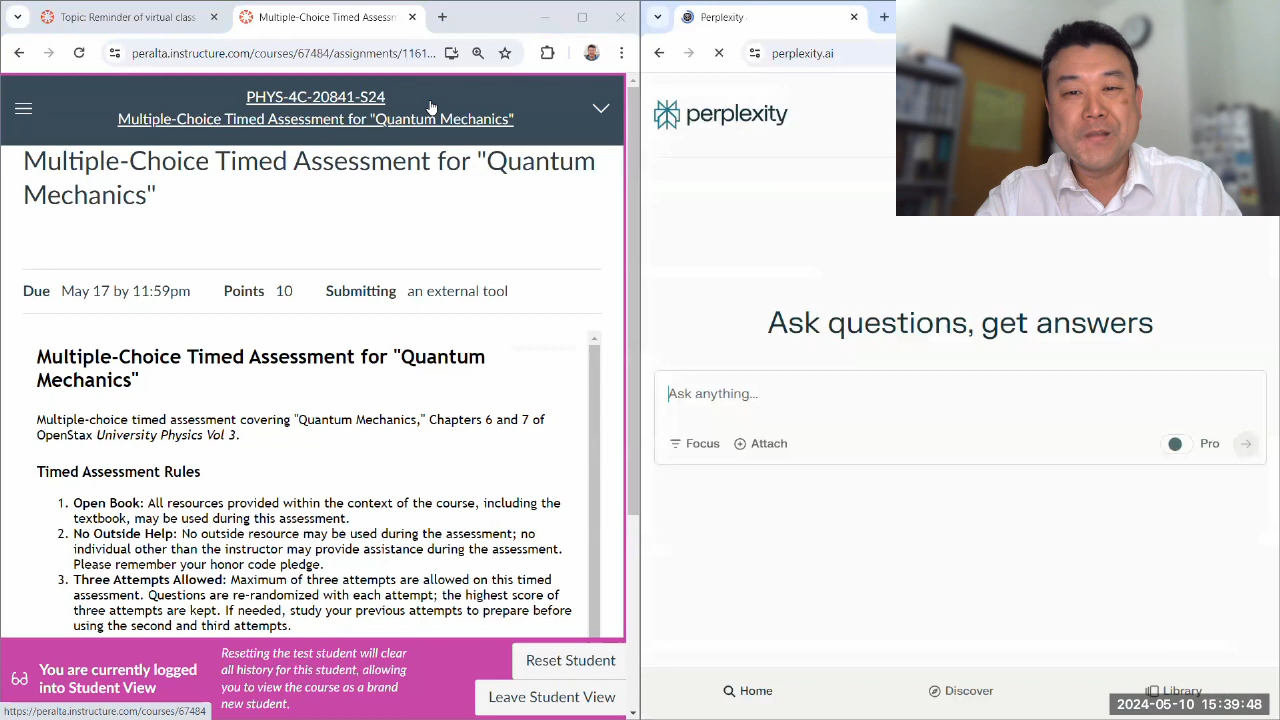 Topic: Reminder of virtual class
Multiple-Choice Timed Assessm
peralta.instructure.com/courses/67484/assignments/1161...
PHYS-4C-20841-S24
Multiple-Choice Timed Assessment for "Quantum Mechanics"
Multiple-Choice Timed Assessment for "Quantum
Mechanics"
Due May 17 by 11:59pm Points 10 Submitting an external tool
Multiple-Choice Timed Assessment for "Quantum
Mechanics"
Multiple-choice timed assessment covering "Quantum Mechanics," Chapters 6 and 7 of
OpenStax University Physics Vol 3.
Timed Assessment Rules
1. Open Book: All resources provided within the context of the course, including the
textbook, may be used during this assessment.
2. No Outside Help: No outside resource may be used during the assessment; no
individual other than the instructor may provide assistance during the assessment.
Please remember your honor code pledge.
3. Three Attempts Allowed: Maximum of three attempts are allowed on this timed
assessment. Questions are re-randomized with each attempt; the highest score of
three attempts are kept. If needed, study your previous attempts to prepare before
using the second and third attempts.
You are currently logged
into Student View
Resetting the test student will clear
all history for this student, allowing
you to view the course as a brand
new student.
Reset Student
Leave Student View
https://peralta.instructure.com/courses/67484
Perplexity
perplexity.ai
perplexity
Ask questions, get answers
Ask anything...
Focus Attach Pro
Home Discover Library
2024-05-10 15:39:48